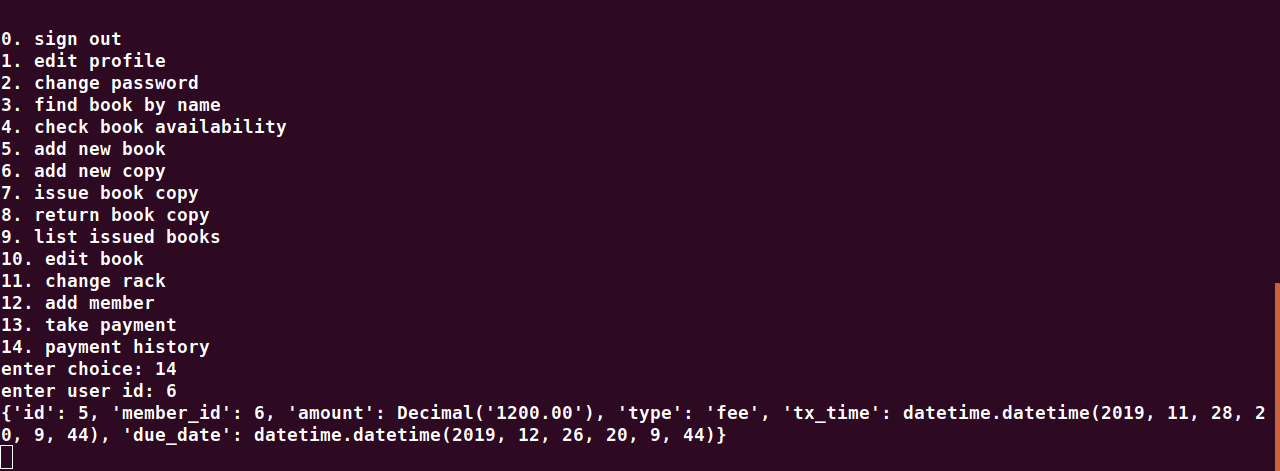 0. sign out
1. edit profile
2. change password
3. find book by name
4. check book availability
5. add new book
6. add new copy
7. issue book copy
8. return book copy
9. list issued books
10. edit book
11. change rack
12. add member
13. take payment
14. payment history
enter choice: 14
enter user id: 6
{'id': 5, 'member_id': 6, 'amount': Decimal('1200.00'), 'type': 'fee', 'tx_time': datetime.datetime(2019, 11, 28, 2
0, 9, 44), 'due_date': datetime.datetime(2019, 12, 26, 20, 9, 44)}